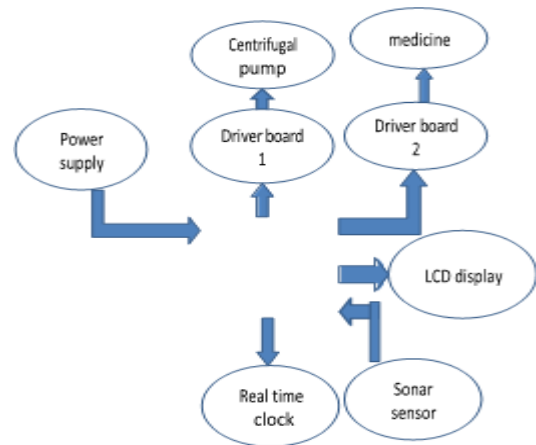 Centrifugal
pump
medicine
Power
supply
Driver board
1
Driver board
2
LCD display
Real time
clock
Sonar
sensor